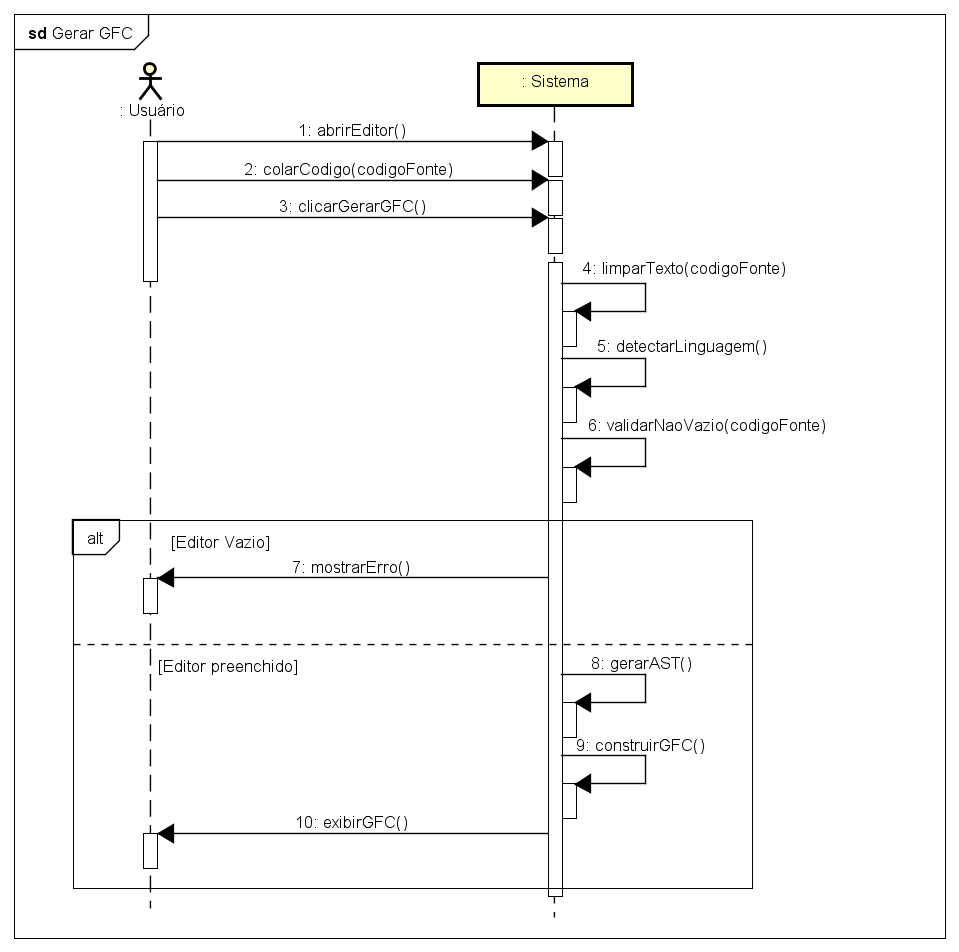 sd Gerar GFC
: Usuário
: Sistema
1: abrirEditor()
2: colarCodigo(codigoFonte)
3: clicarGerarGFC()
4: limparTexto(codigoFonte)
5: detectarLinguagem()
6: validarNaoVazio(codigoFonte)
alt
[Editor Vazio]
7: mostrarErro()
[Editor preenchido]
8: gerarAST()
9: construirGFC()
10: exibirGFC()